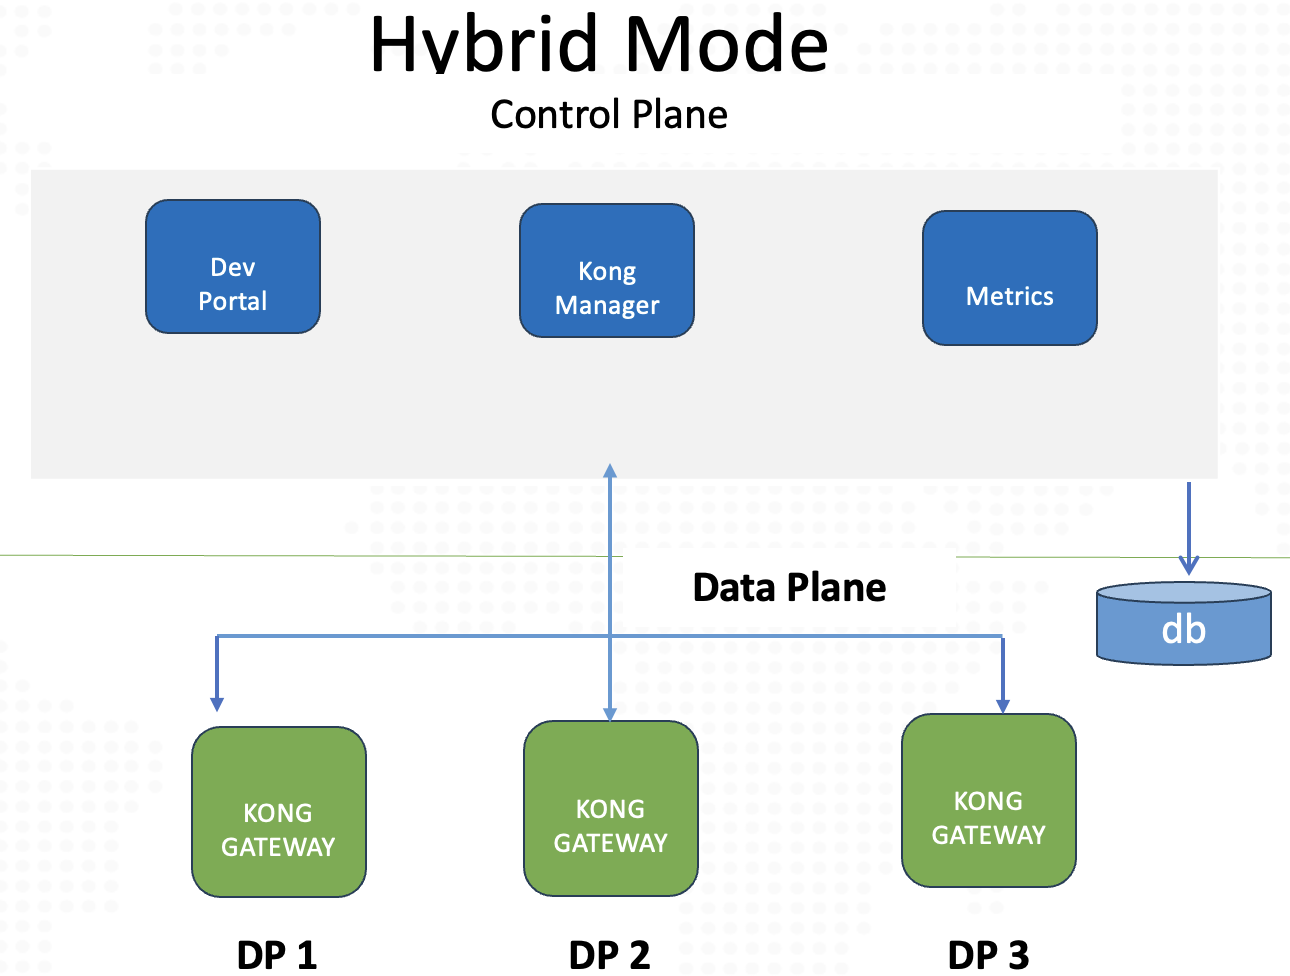 Hybrid Mode
Control Plane
Dev
Portal
Kong
Manager
Metrics
Data Plane
db
KONG
GATEWAY
KONG
GATEWAY
KONG
GATEWAY
DP 1
DP 2
DP 3